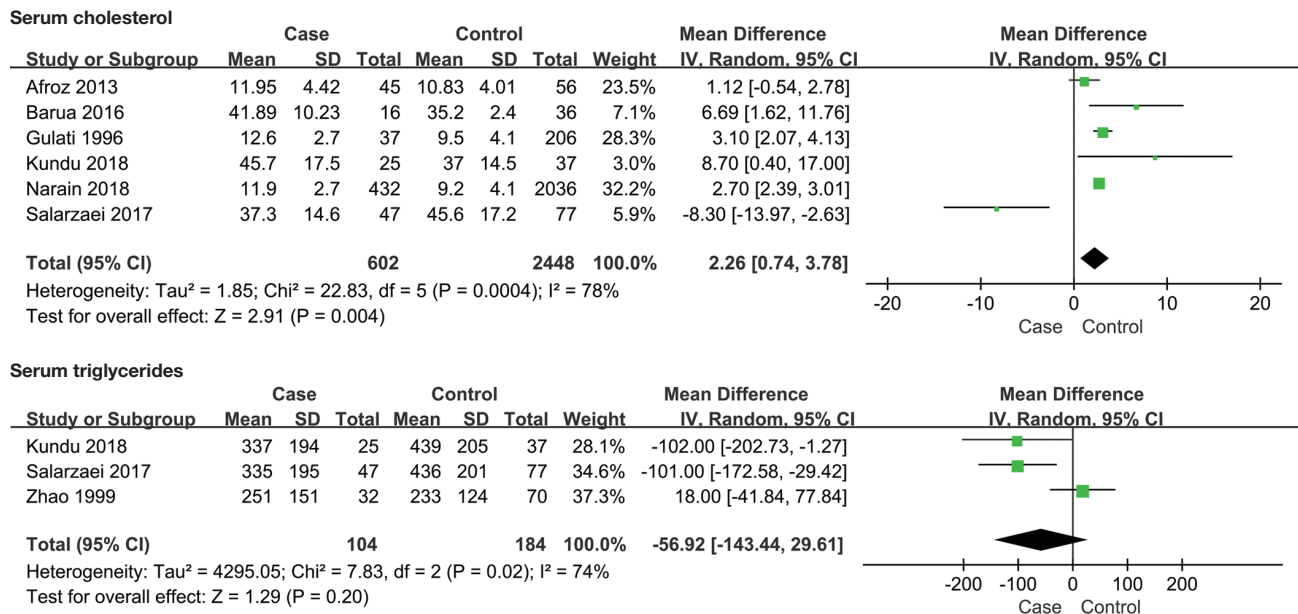 Serum cholesterol
Case Control Mean Difference Mean Difference
Study or Subgroup Mean SD Total Mean SD Total Weight IV, Random, 95% CI IV, Random, 95% CI
Afroz 2013 11.95 4.42 45 10.83 4.01 56 23.5% 1.12 [-0.54, 2.78]
Barua 2016 41.89 10.23 16 35.2 2.4 36 7.1% 6.69 [1.62, 11.76]
Gulati 1996 12.6 2.7 37 9.5 4.1 206 28.3% 3.10 [2.07, 4.13]
Kundu 2018 45.7 17.5 25 37 14.5 37 3.0% 8.70 [0.40, 17.00]
Narain 2018 11.9 2.7 432 9.2 4.1 2036 32.2% 2.70 [2.39, 3.01]
Salarzaei 2017 37.3 14.6 47 45.6 17.2 77 5.9% -8.30 [-13.97, -2.63]
Total (95% CI) 602 2448 100.0% 2.26 [0.74, 3.78]
Heterogeneity: Tau² = 1.85; Chi² = 22.83, df = 5 (P = 0.0004); I² = 78%
Test for overall effect: Z = 2.91 (P = 0.004)
-20 -10 0 10 20
Case Control
Serum triglycerides
Case Control Mean Difference Mean Difference
Study or Subgroup Mean SD Total Mean SD Total Weight IV, Random, 95% CI IV, Random, 95% CI
Kundu 2018 337 194 25 439 205 37 28.1% -102.00 [-202.73, -1.27]
Salarzaei 2017 335 195 47 436 201 77 34.6% -101.00 [-172.58, -29.42]
Zhao 1999 251 151 32 233 124 70 37.3% 18.00 [-41.84, 77.84]
Total (95% CI) 104 184 100.0% -56.92 [-143.44, 29.61]
Heterogeneity: Tau² = 4295.05; Chi² = 7.83, df = 2 (P = 0.02); I² = 74%
Test for overall effect: Z = 1.29 (P = 0.20)
-200 -100 0 100 200
Case Control